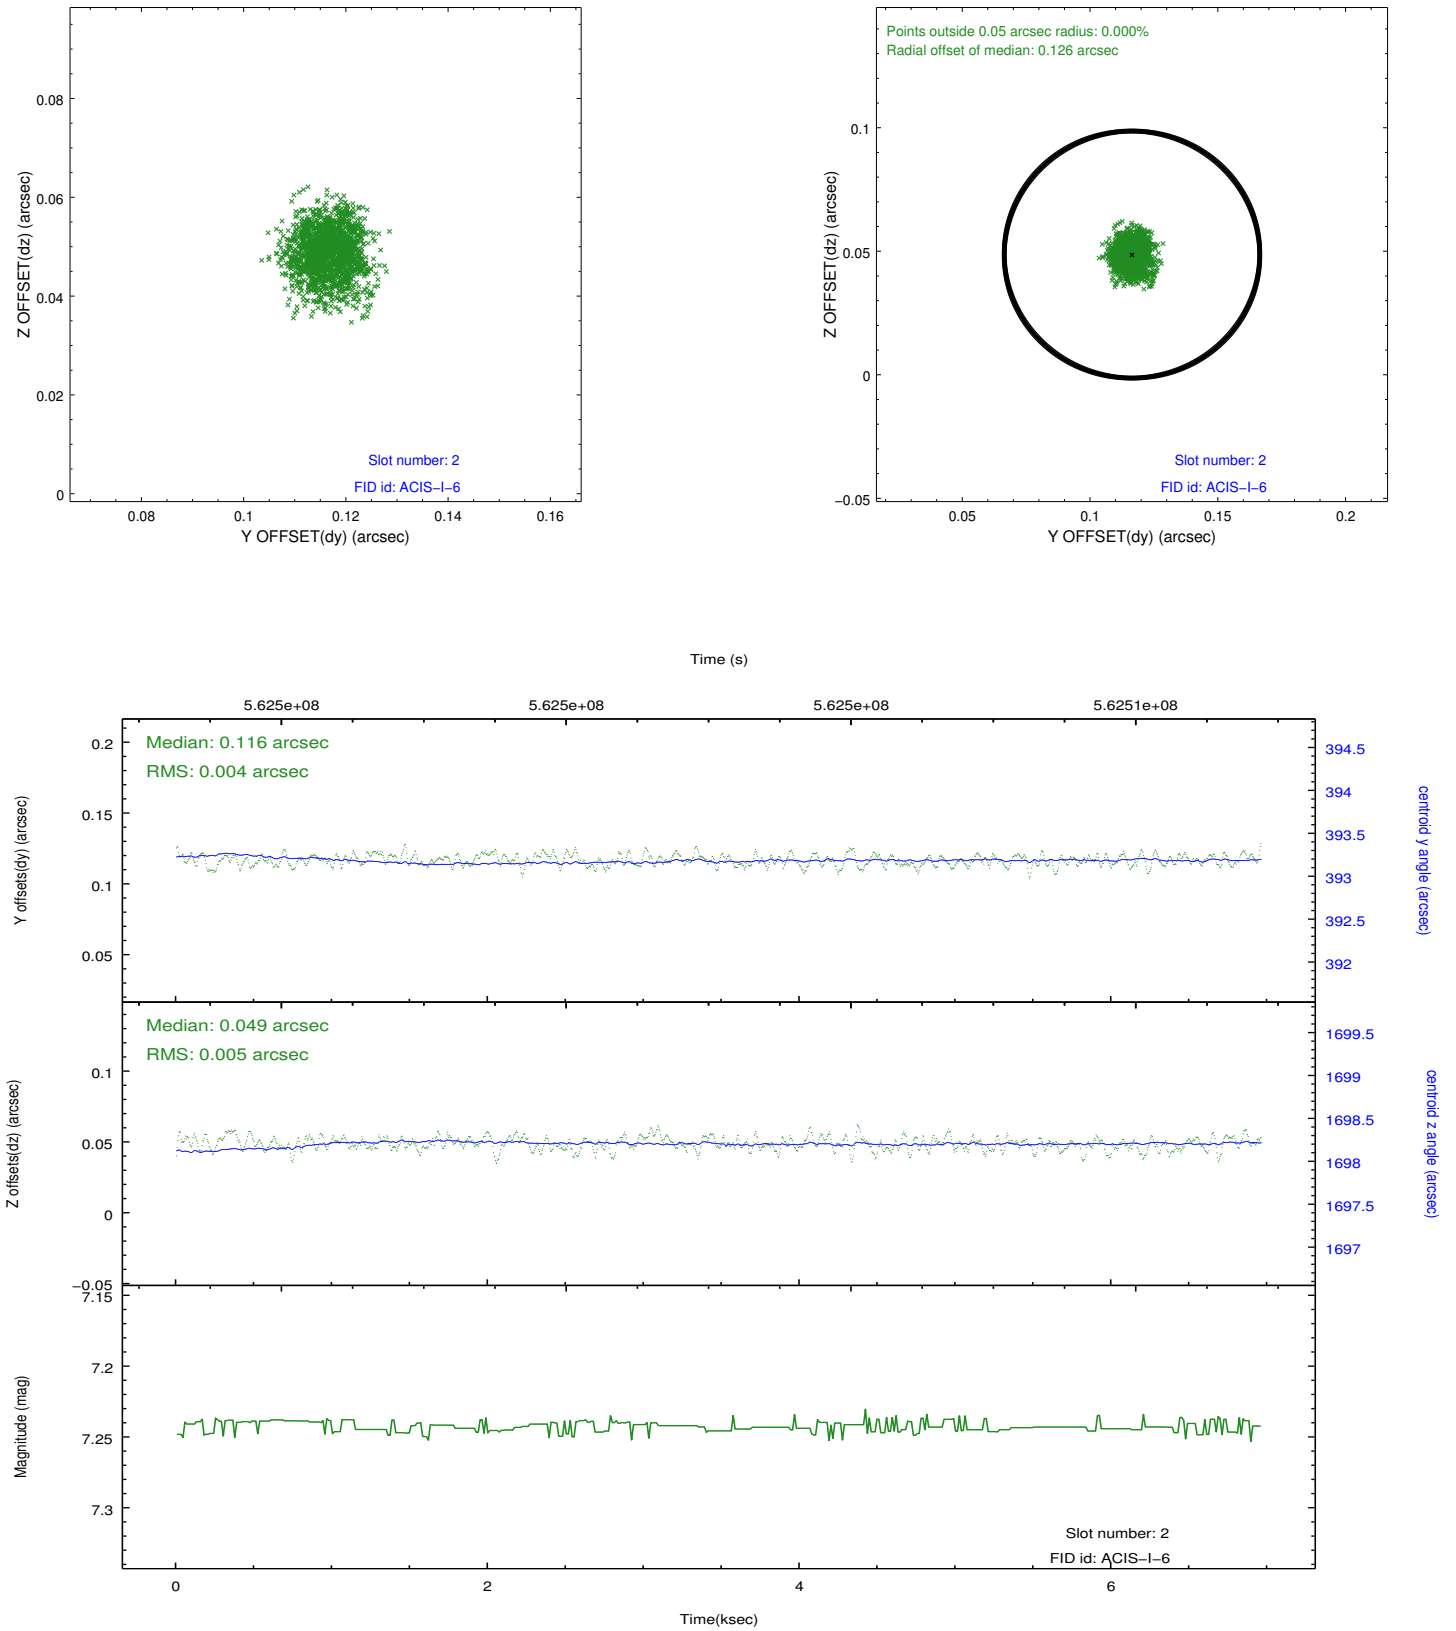 0.08
0.06
0.04
0.02
0
Z OFFSET(dz) (arcsec)
Slot number: 2
FID id: ACIS−I−6
0.08
0.1
0.12
0.14
0.16
Y OFFSET(dy) (arcsec)
Points outside 0.05 arcsec radius: 0.000%
Radial offset of median: 0.126 arcsec
0.1
0.05
0
−0.05
Z OFFSET(dz) (arcsec)
Slot number: 2
FID id: ACIS−I−6
0.05
0.1
0.15
0.2
Y OFFSET(dy) (arcsec)
Time (s)
5.625e+08
5.625e+08
5.625e+08
5.6251e+08
Median: 0.116 arcsec
RMS: 0.004 arcsec
0.2
0.15
0.1
0.05
Y offsets(dy) (arcsec)
394.5
394
393.5
393
392.5
392
centroid y angle (arcsec)
Median: 0.049 arcsec
RMS: 0.005 arcsec
0.1
0.05
0
−0.05
Z offsets(dz) (arcsec)
1699.5
1699
1698.5
1698
1697.5
1697
centroid z angle (arcsec)
7.15
7.2
7.25
7.3
Magnitude (mag)
Slot number: 2
FID id: ACIS−I−6
0
2
4
6
Time(ksec)